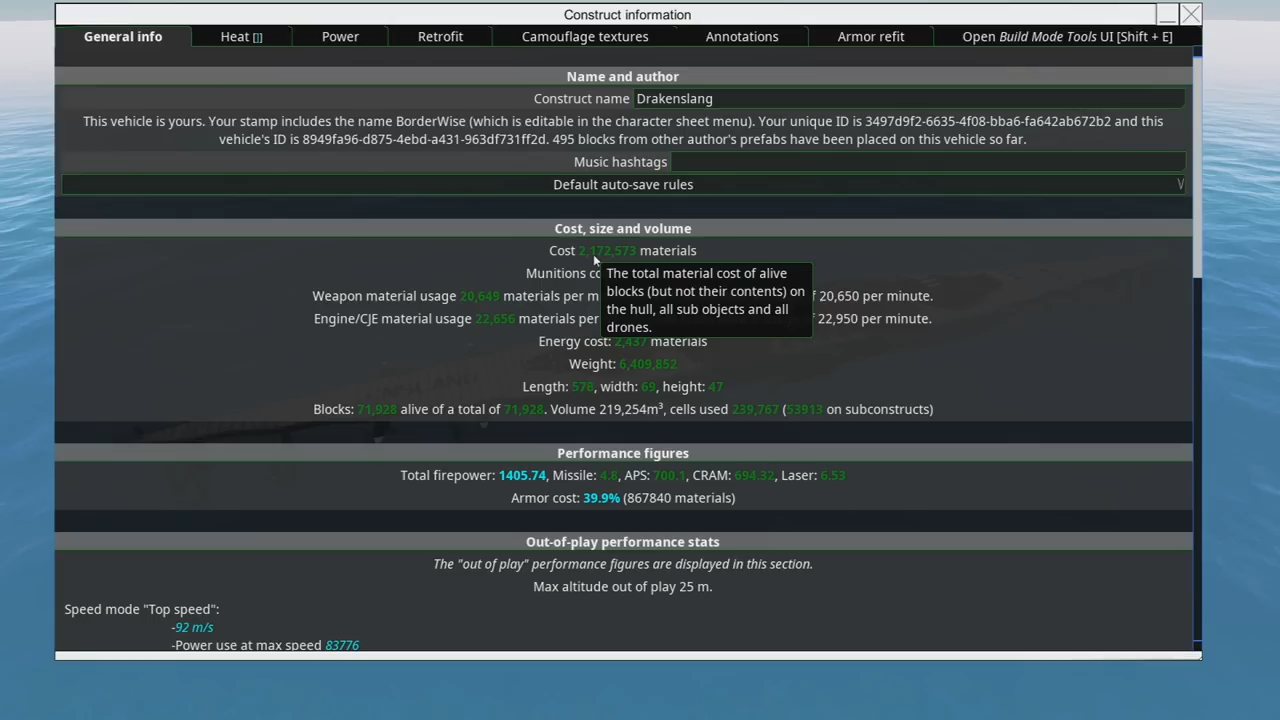 Construct information
General info
Heat []
Power
Retrofit
Camouflage textures
Annotations
Armor refit
Open Build Mode Tools UI [Shift + E]
Name and author
Construct name Drakenslang
This vehicle is yours. Your stamp includes the name BorderWise (which is editable in the character sheet menu). Your unique ID is 3497d9f2-6635-4f08-bba6-fa642ab672b2 and this
vehicle's ID is 8949fa96-d875-4ebd-a431-963df731ff2d. 495 blocks from other author's prefabs have been placed on this vehicle so far.
Music hashtags
Default auto-save rules
Cost, size and volume
Cost 2,172,573 materials
Munitions
The total material cost of alive
blocks (but not their contents) on
the hull, all sub objects and all
drones.
Weapon material usage 20,649 materials per of 20,650 per minute.
Engine/CJE material usage 22,656 materials per 22,950 per minute.
Energy cost: 2,437 materials
Weight: 6,409,852
Length: 578, width: 69, height: 47
Blocks: 71,928 alive of a total of 71,928. Volume 219,254m³, cells used 239,767 (53913 on subconstructs)
Performance figures
Total firepower: 1405.74, Missile: 4.8, APS: 700.1, CRAM: 694.32, Laser: 6.53
Armor cost: 39.9% (867840 materials)
Out-of-play performance stats
The "out of play" performance figures are displayed in this section.
Max altitude out of play 25 m.
Speed mode "Top speed":
-92 m/s
-Power use at max speed 83776